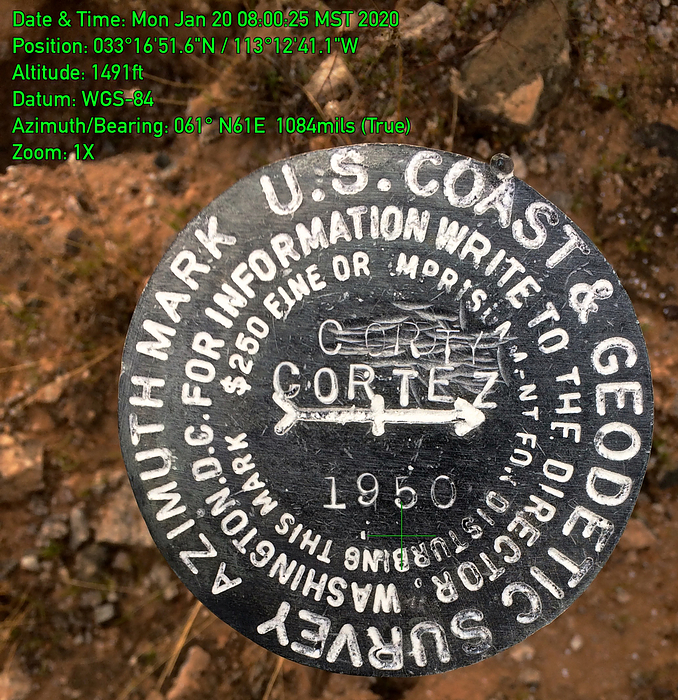 Date & Time: Mon Jan 20 08:00:25 MST 2020
Position: 033°16'51.6"N / 113°12'41.1"W
Altitude: 1491ft
Datum: WGS-84
Azimuth/Bearing: 061° N61E 1084mils (True)
Zoom: 1X
U.S. COAST & GEODETIC SURVEY
AZIMUTH MARK
FOR INFORMATION WRITE TO THE DIRECTOR, WASHINGTON, D.C.
$250 FINE OR IMPRISONMENT FOR DISTURBING THIS MARK
CORTEZ
1950